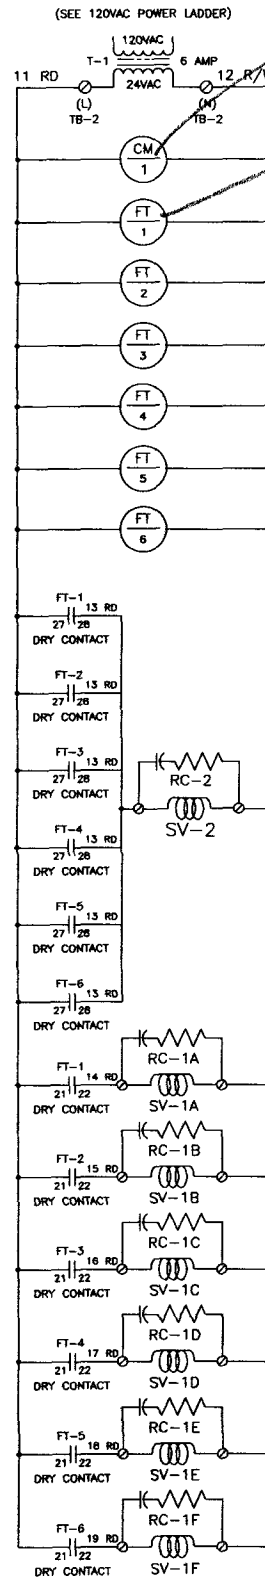 (SEE 120VAC POWER LADDER)
120VAC
T-1 6 AMP
11 RD 24VAC 12 R/
(L) (N)
TB-2 TB-2
CM
1
FT
1
FT
2
FT
3
FT
4
FT
5
FT
6
FT-1
13 RD
27 28
DRY CONTACT
FT-2
13 RD
27 28
DRY CONTACT
FT-3
13 RD
27 28
DRY CONTACT
RC-2
SV-2
FT-4
13 RD
27 28
DRY CONTACT
FT-5
13 RD
27 28
DRY CONTACT
FT-6
13 RD
27 28
DRY CONTACT
RC-1A
FT-1
14 RD
21 22
SV-1A
DRY CONTACT
RC-1B
FT-2
15 RD
21 22
SV-1B
DRY CONTACT
RC-1C
FT-3
16 RD
21 22
SV-1C
DRY CONTACT
RC-1D
FT-4
17 RD
21 22
SV-1D
DRY CONTACT
RC-1E
FT-5
18 RD
21 22
SV-1E
DRY CONTACT
RC-1F
FT-6
19 RD
21 22
SV-1F
DRY CONTACT